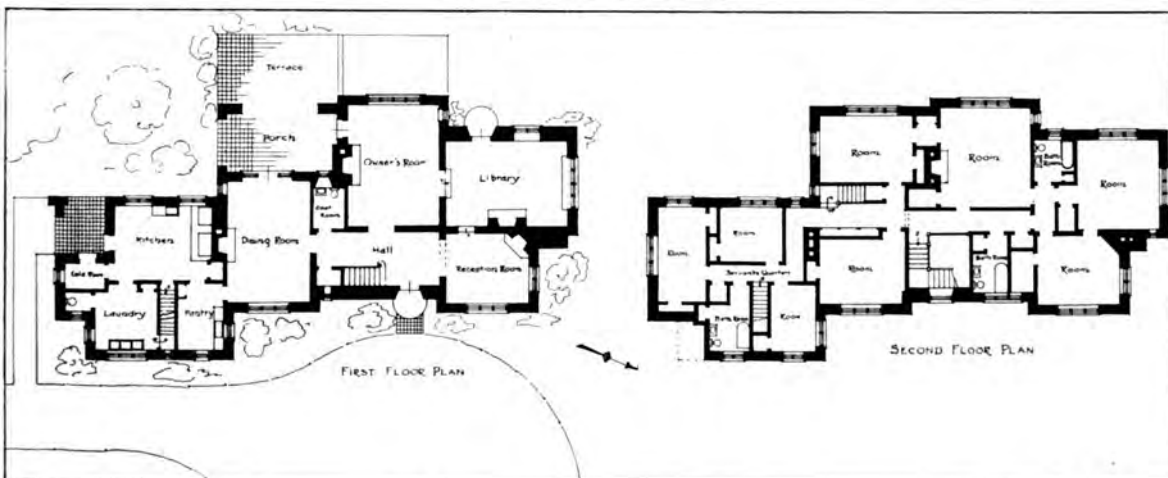 Terrace
Porch
Owner's Room
Library
Kitchen
Dining Room
Hall
Cold Room
Reception Room
Laundry
Pantry
FIRST FLOOR PLAN
Room
Room
Bath Room
Room
Room
Room
Servants Quarters
Room
Bath Room
Room
Bath Room
Room
SECOND FLOOR PLAN